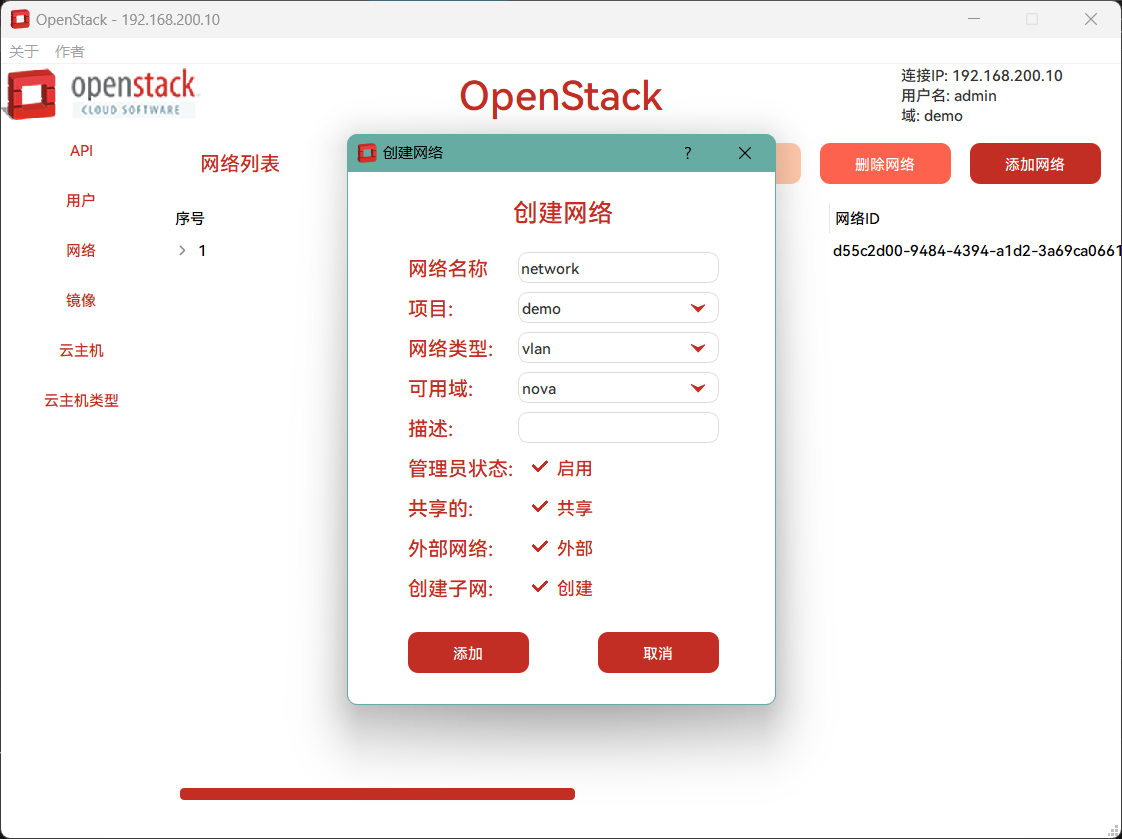 OpenStack - 192.168.200.10
关于 作者
openstack
CLOUD SOFTWARE
OpenStack
连接IP: 192.168.200.10
用户名: admin
域: demo
API
用户
网络
镜像
云主机
云主机类型
网络列表
删除网络
添加网络
序号
网络ID
1
d55c2d00-9484-4394-a1d2-3a69ca0661
创建网络
?
创建网络
网络名称 network
项目: demo
网络类型: vlan
可用域: nova
描述:
管理员状态: 启用
共享的: 共享
外部网络: 外部
创建子网: 创建
添加
取消